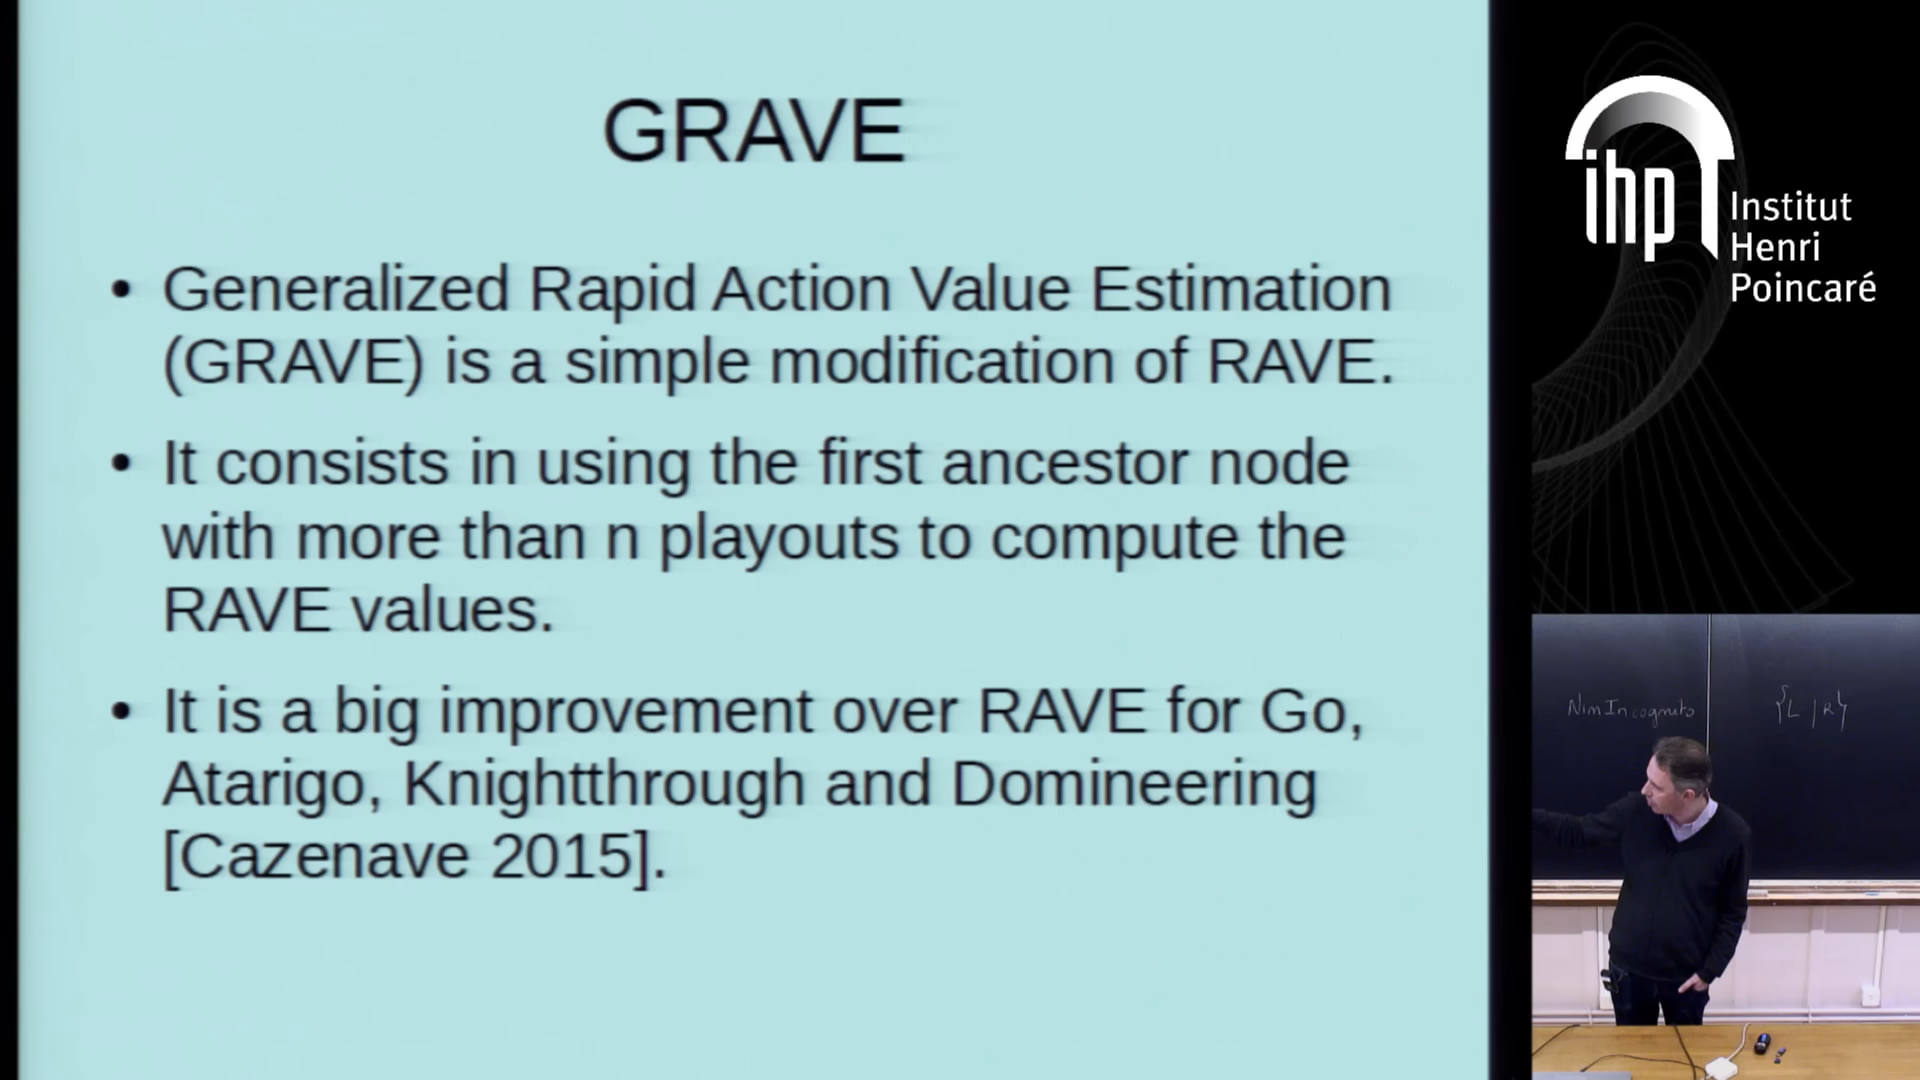 GRAVE
• Generalized Rapid Action Value Estimation
(GRAVE) is a simple modification of RAVE.
• It consists in using the first ancestor node
with more than n playouts to compute the
RAVE values.
• It is a big improvement over RAVE for Go,
Atarigo, Knightthrough and Domineering
[Cazenave 2015].
ihp
Institut
Henri
Poincaré
NimIncognito
{L | R}